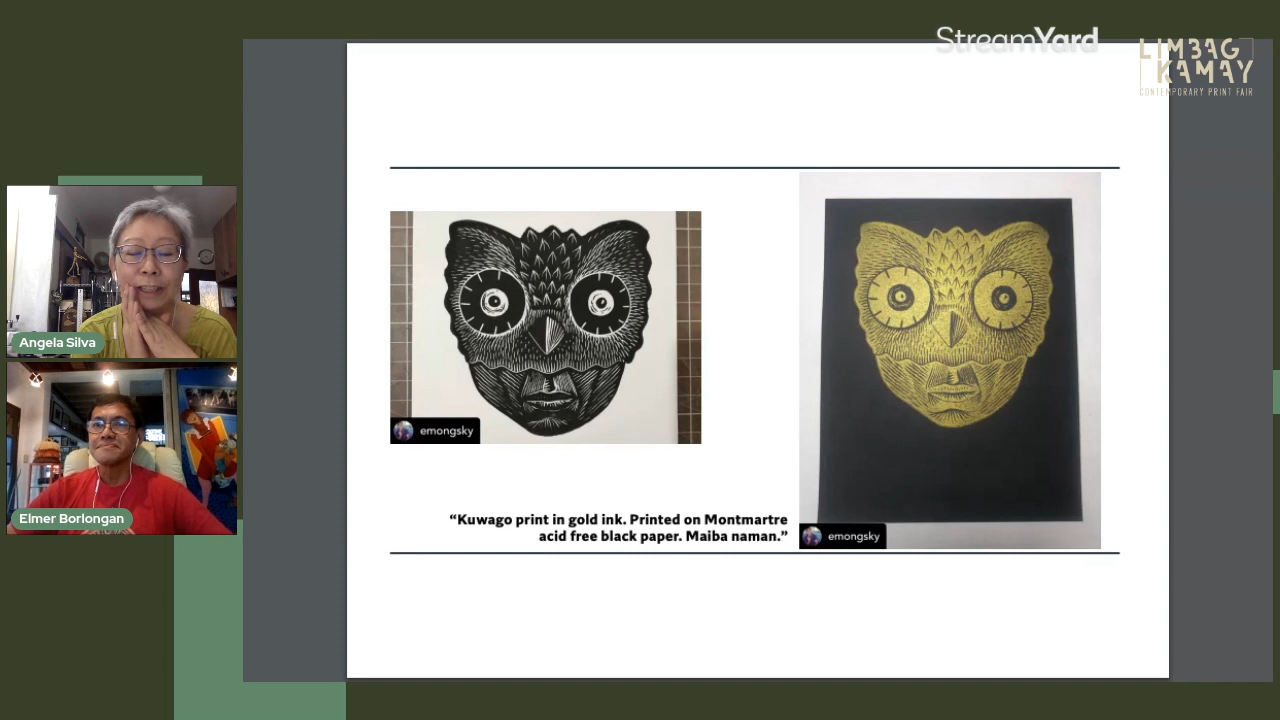 StreamYard
LIMBAG
KAMAY
CONTEMPORARY PRINT FAIR
Angela Silva
Elmer Borlongan
emongsky
“Kuwago print in gold ink. Printed on Montmartre
acid free black paper. Maiba naman.”
emongsky